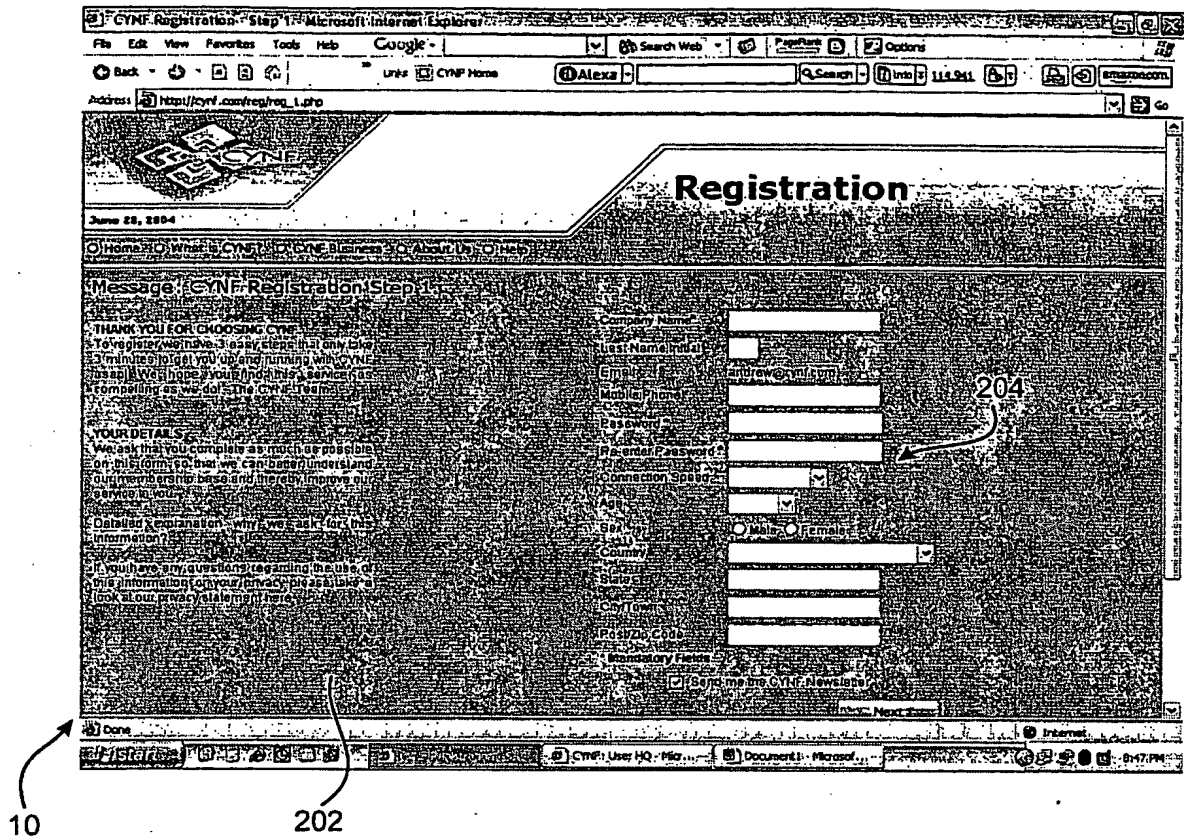 CYNF Registration - Step 1 - Microsoft Internet Explorer
File Edit View Favorites Tools Help Google Search Web PageRank Options
Back Links CYNF Home Alexa Search Info 114,941 amazon.com
Address http://cynf.com/reg/reg_1.php Go
CYNF
Registration
June 28, 2004
Home What is CYNF? CYNF Business About Us Help
Message: CYNF Registration Step 1
THANK YOU FOR CHOOSING CYNF
To register, we have 3 easy steps that only take
3 minutes to get you up and running with CYNF
asap! We hope you find this service as
compelling as we do! The CYNF Team
YOUR DETAILS
We ask that you complete as much as possible
on this form so that we can better understand
our membership base and thereby improve our
service to you.
Detailed explanation - why we ask for this
information?
If you have any questions regarding the use of
this information or your privacy please take a
look at our privacy statement here
Company Name*
Last Name Initial
Email andrew@cynf.com
Mobile Phone
Password
Re-enter Password*
Connection Speed
Age
Sex Male Female
Country
State
City/Town
Post/Zip Code
Mandatory Fields
Send me the CYNF Newsletter
Next
204
Done Internet
start CYNF: User HQ - Micr... Document1 - Microsof... 8:47 PM
10
202